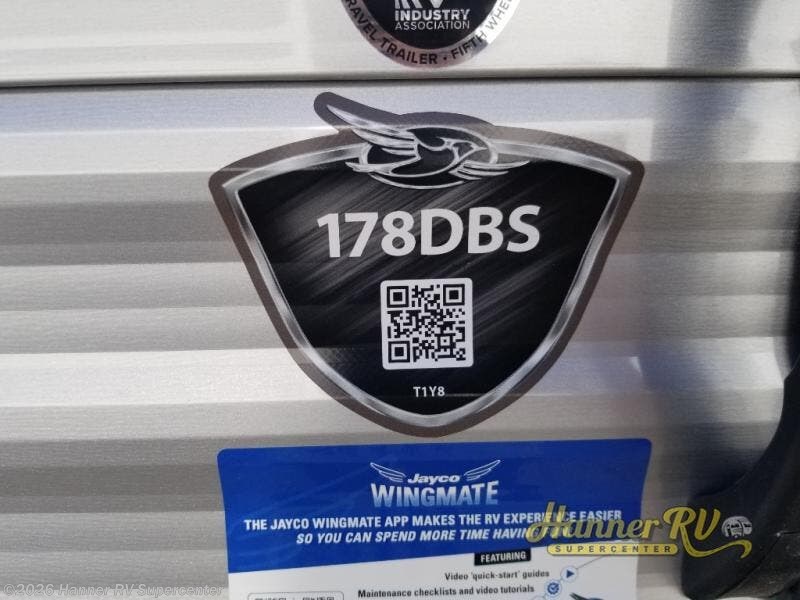 RV
INDUSTRY
ASSOCIATION
TRAVEL TRAILER • FIFTH WHEEL
178DBS
T1Y8
Jayco
WINGMATE
THE JAYCO WINGMATE APP MAKES THE RV EXPERIENCE EASIER
SO YOU CAN SPEND MORE TIME HAVING
Hanner RV
SUPERCENTER
FEATURING
Video 'quick-start' guides
Maintenance checklists and video tutorials
©2026 Hanner RV Supercenter